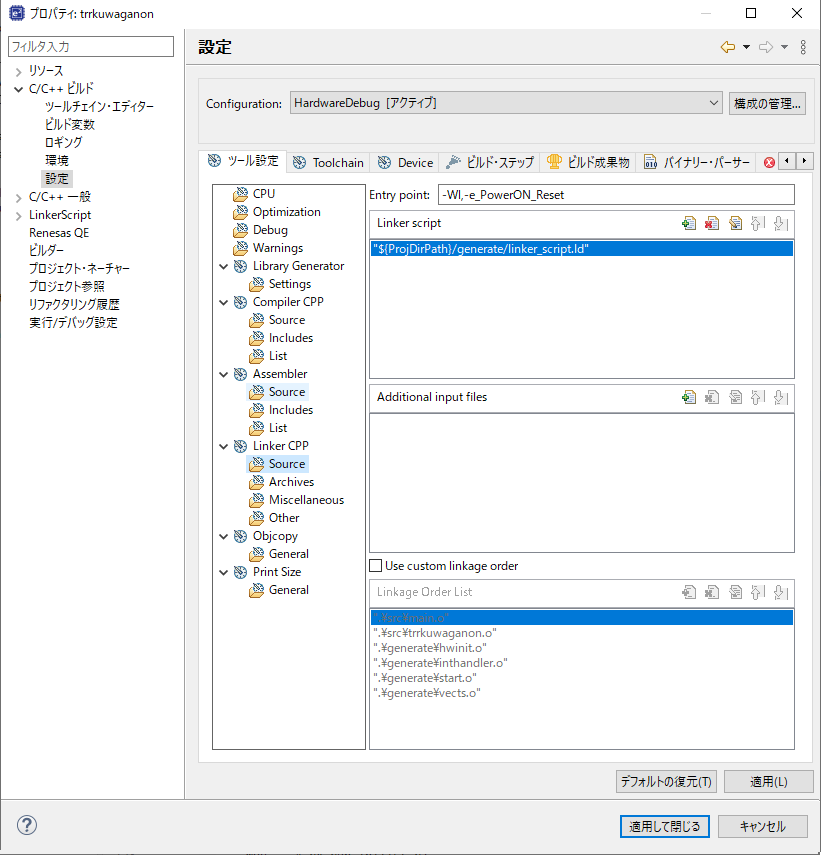 プロパティ: trrkuwaganon
フィルタ入力
リソース
C/C++ ビルド
ツールチェイン・エディター
ビルド変数
ロギング
環境
設定
C/C++ 一般
LinkerScript
Renesas QE
ビルダー
プロジェクト・ネーチャー
プロジェクト参照
リファクタリング履歴
実行/デバッグ設定
設定
Configuration:
HardwareDebug [アクティブ]
構成の管理...
ツール設定
Toolchain
Device
ビルド・ステップ
ビルド成果物
バイナリー・パーサー
CPU
Optimization
Debug
Warnings
Library Generator
Settings
Compiler CPP
Source
Includes
List
Assembler
Source
Includes
List
Linker CPP
Source
Archives
Miscellaneous
Other
Objcopy
General
Print Size
General
Entry point:
-Wl,-e_PowerON_Reset
Linker script
"${ProjDirPath}/generate/linker_script.ld"
Additional input files
Use custom linkage order
Linkage Order List
".¥src¥main.o"
".¥src¥trrkuwaganon.o"
".¥generate¥hwinit.o"
".¥generate¥inthandler.o"
".¥generate¥start.o"
".¥generate¥vects.o"
デフォルトの復元(T)
適用(L)
?
適用して閉じる
キャンセル